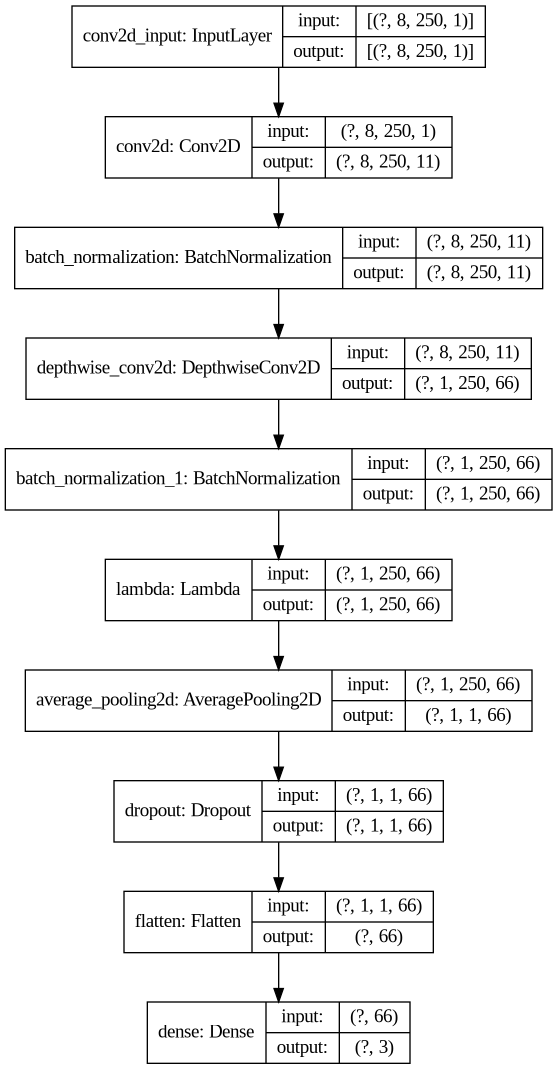 conv2d_input: InputLayer
input:
[(?, 8, 250, 1)]
output:
[(?, 8, 250, 1)]
conv2d: Conv2D
input:
(?, 8, 250, 1)
output:
(?, 8, 250, 11)
batch_normalization: BatchNormalization
input:
(?, 8, 250, 11)
output:
(?, 8, 250, 11)
depthwise_conv2d: DepthwiseConv2D
input:
(?, 8, 250, 11)
output:
(?, 1, 250, 66)
batch_normalization_1: BatchNormalization
input:
(?, 1, 250, 66)
output:
(?, 1, 250, 66)
lambda: Lambda
input:
(?, 1, 250, 66)
output:
(?, 1, 250, 66)
average_pooling2d: AveragePooling2D
input:
(?, 1, 250, 66)
output:
(?, 1, 1, 66)
dropout: Dropout
input:
(?, 1, 1, 66)
output:
(?, 1, 1, 66)
flatten: Flatten
input:
(?, 1, 1, 66)
output:
(?, 66)
dense: Dense
input:
(?, 66)
output:
(?, 3)